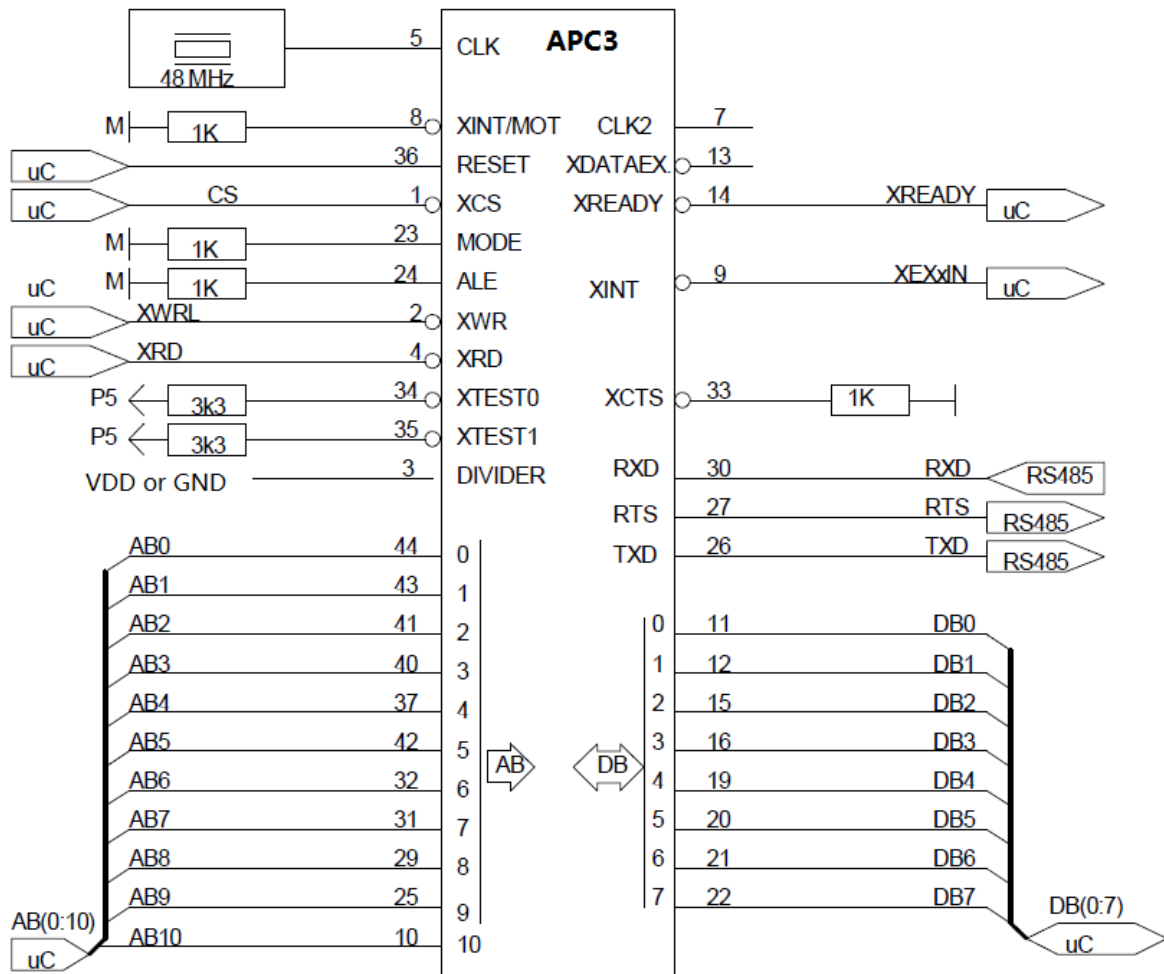 APC3
5 CLK
48 MHz
M 1K 8 XINT/MOT CLK2 7
uC 36 RESET XDATAEX. 13
uC CS 1 XCS XREADY 14 XREADY uC
M 1K 23 MODE
uC M 1K 24 ALE XINT 9 XEXxIN uC
uC XWRL 2 XWR
uC XRD 4 XRD
P5 3k3 34 XTEST0 XCTS 33 1K
P5 3k3 35 XTEST1
VDD or GND 3 DIVIDER RXD 30 RXD RS485
RTS 27 RTS RS485
AB0 44 0 TXD 26 TXD RS485
AB1 43 1
AB2 41 2 0 11 DB0
AB3 40 3 1 12 DB1
AB4 37 4 2 15 DB2
AB5 42 5 AB DB 3 16 DB3
AB6 32 6 4 19 DB4
AB7 31 7 5 20 DB5
AB8 29 8 6 21 DB6
AB9 25 9 7 22 DB7
AB(0:10) DB(0:7)
uC AB10 10 10 uC